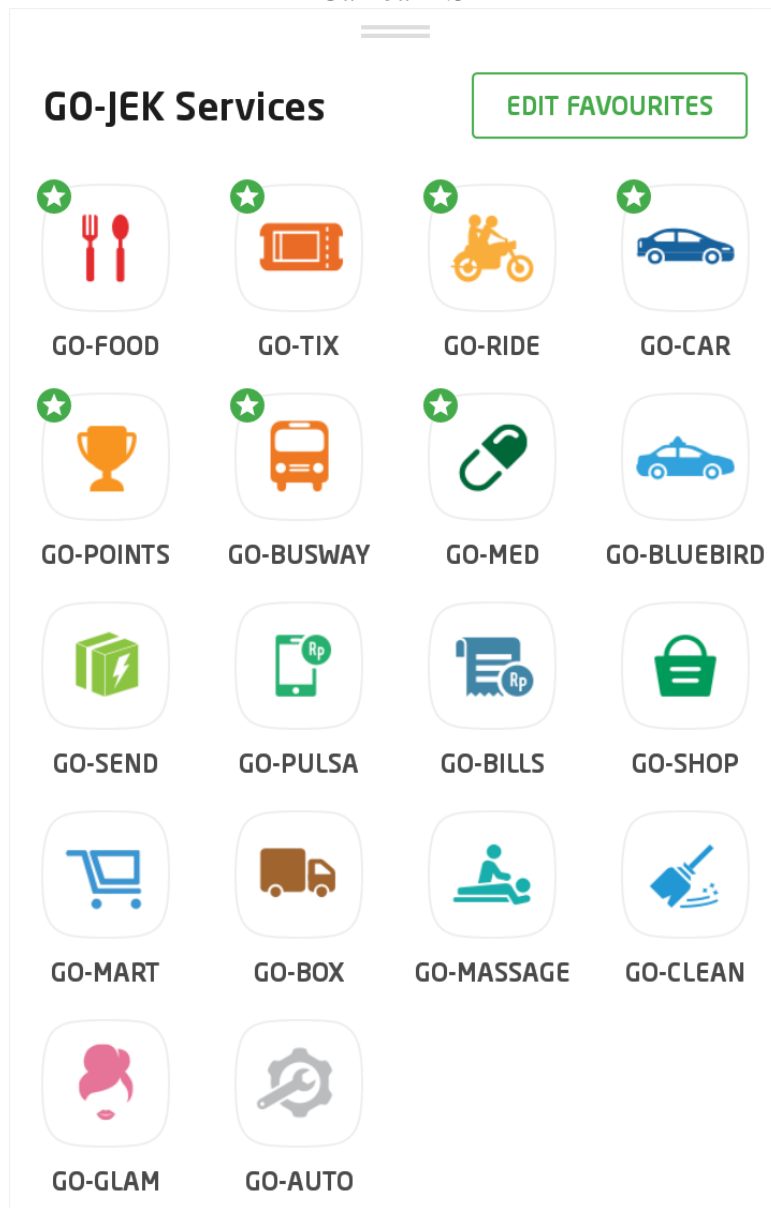 GO-JEK Services
EDIT FAVOURITES
GO-FOOD GO-TIX GO-RIDE GO-CAR
GO-POINTS GO-BUSWAY GO-MED GO-BLUEBIRD
Rp Rp
GO-SEND GO-PULSA GO-BILLS GO-SHOP
GO-MART GO-BOX GO-MASSAGE GO-CLEAN
GO-GLAM GO-AUTO